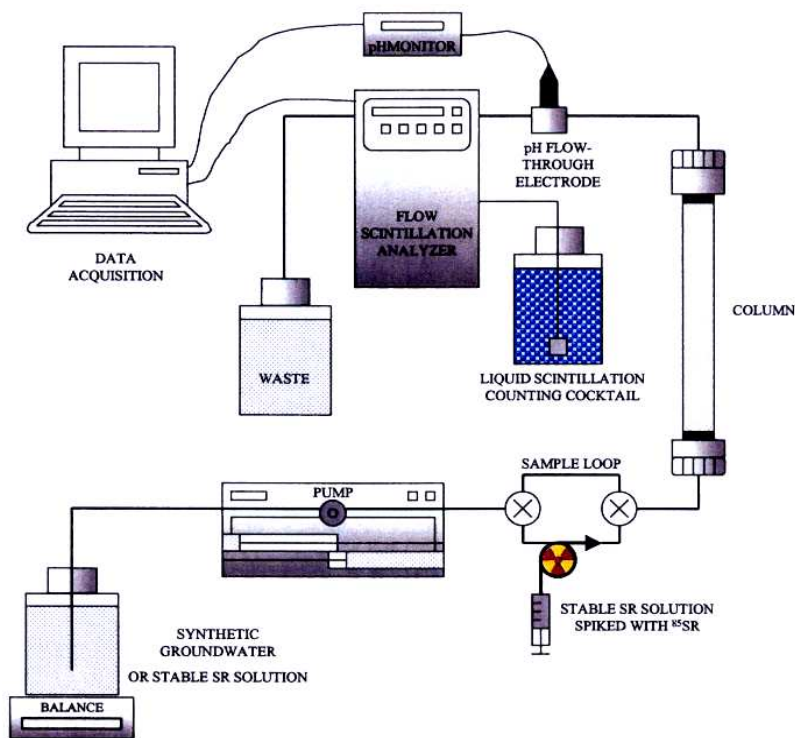 pHMONITOR
pH FLOW-
THROUGH
ELECTRODE
FLOW
SCINTILLATION
ANALYZER
DATA
ACQUISITION
COLUMN
WASTE
LIQUID SCINTILLATION
COUNTING COCKTAIL
SAMPLE LOOP
PUMP
STABLE SR SOLUTION
SPIKED WITH ⁸⁵SR
SYNTHETIC
GROUNDWATER
OR STABLE SR SOLUTION
BALANCE